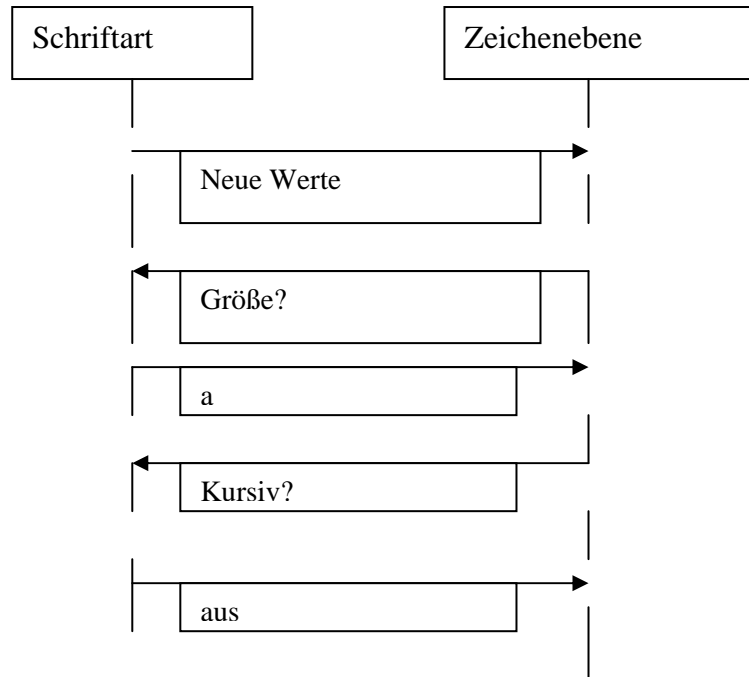 Schriftart
Zeichenebene
Neue Werte
Größe?
a
Kursiv?
aus